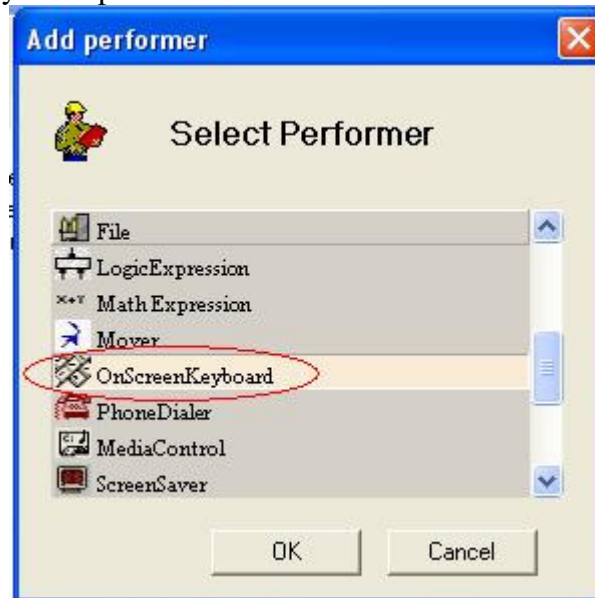 Add performer
Select Performer
File
LogicExpression
X+Y Math Expression
Mover
OnScreenKeyboard
PhoneDialer
MediaControl
ScreenSaver
OK
Cancel